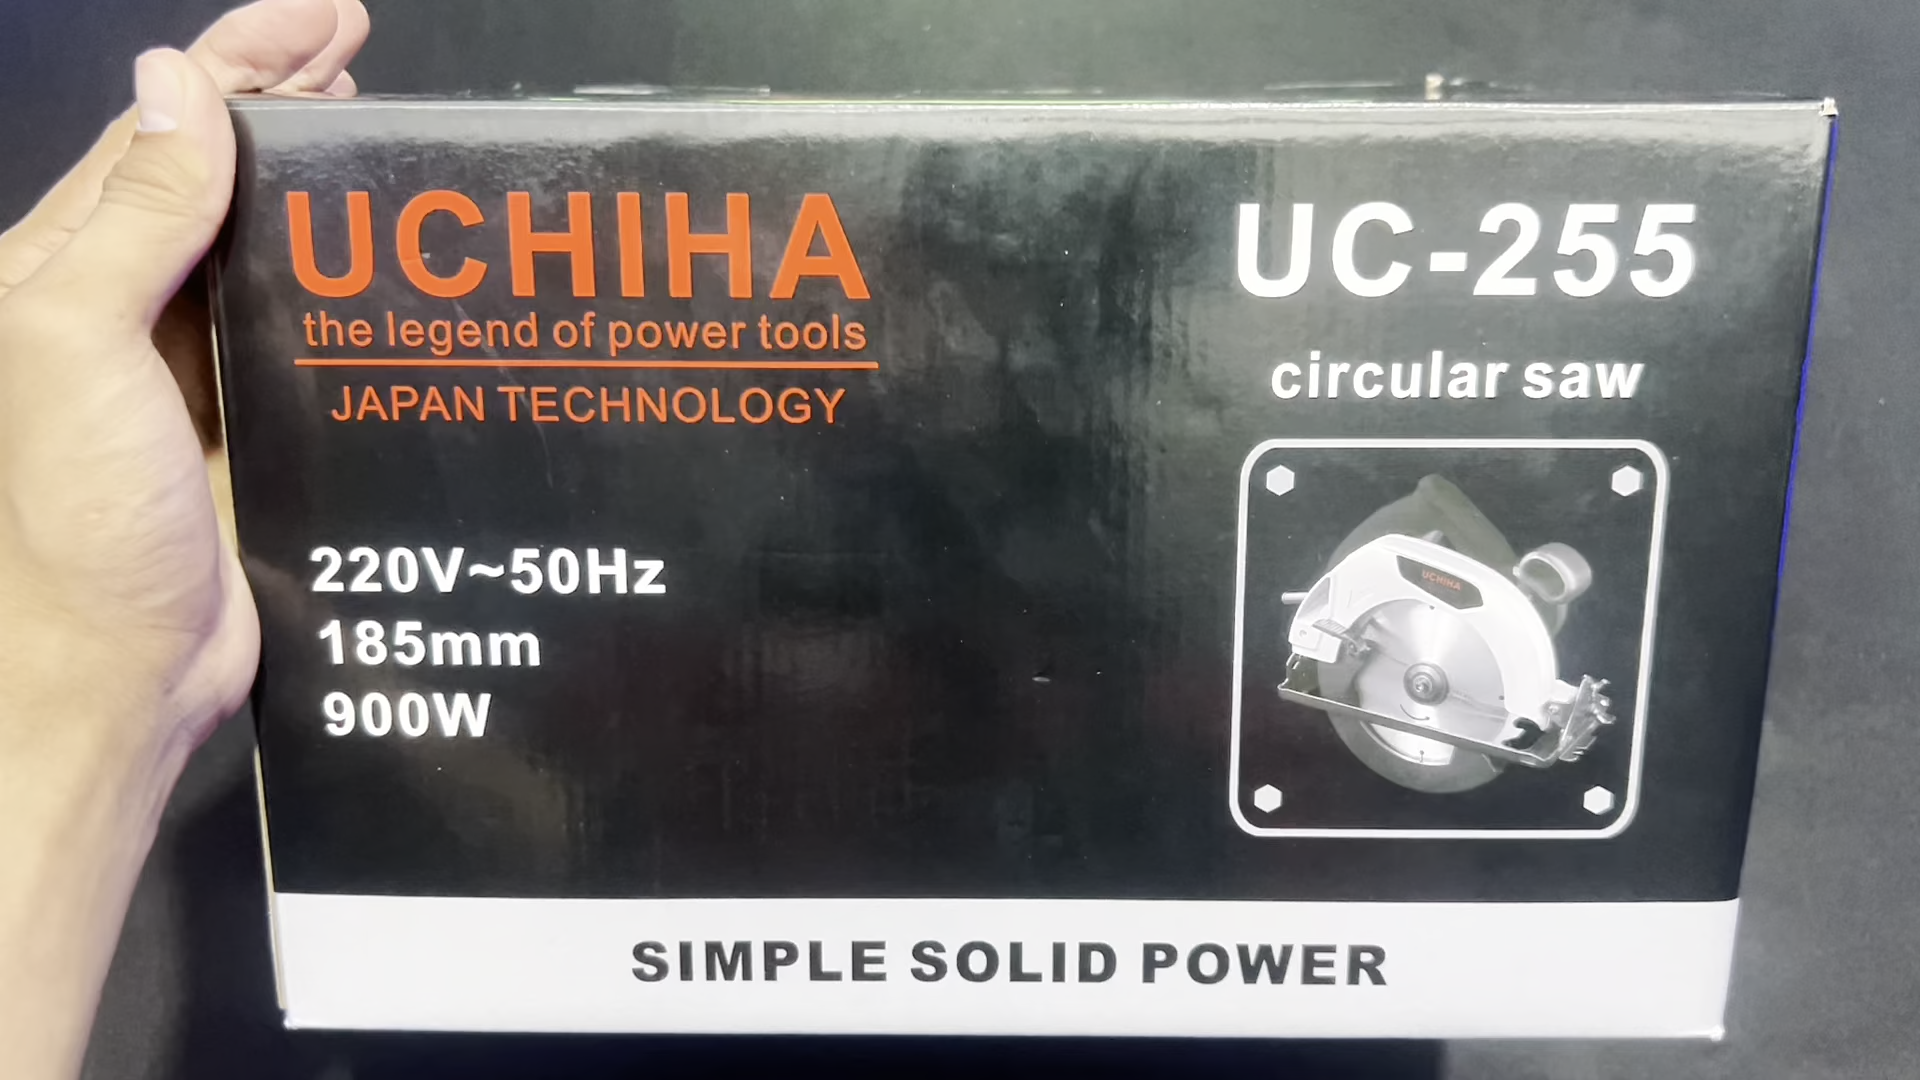 UCHIHA
the legend of power tools
JAPAN TECHNOLOGY
UC-255
circular saw
220V~50Hz
185mm
900W
UCHIHA
SIMPLE SOLID POWER